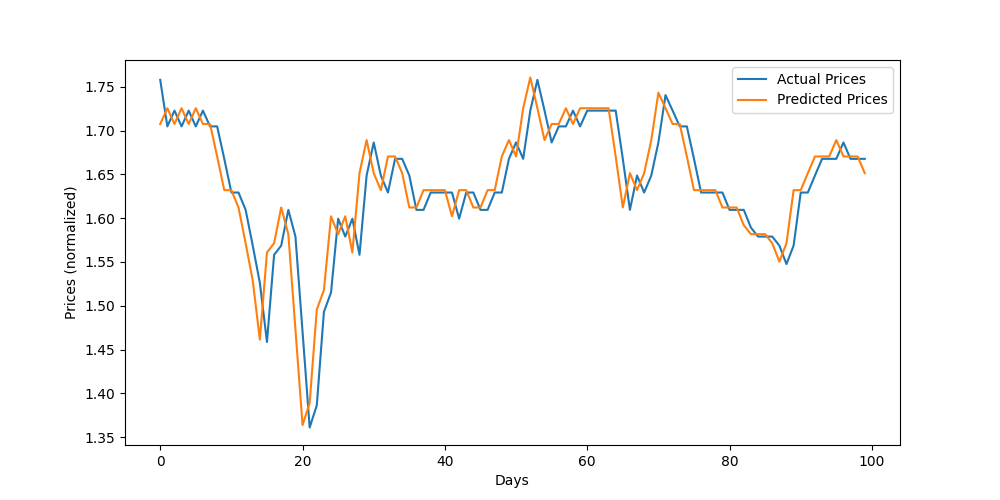 Actual Prices
Predicted Prices
1.75
1.70
1.65
1.60
1.55
1.50
1.45
1.40
1.35
Prices (normalized)
0 20 40 60 80 100
Days